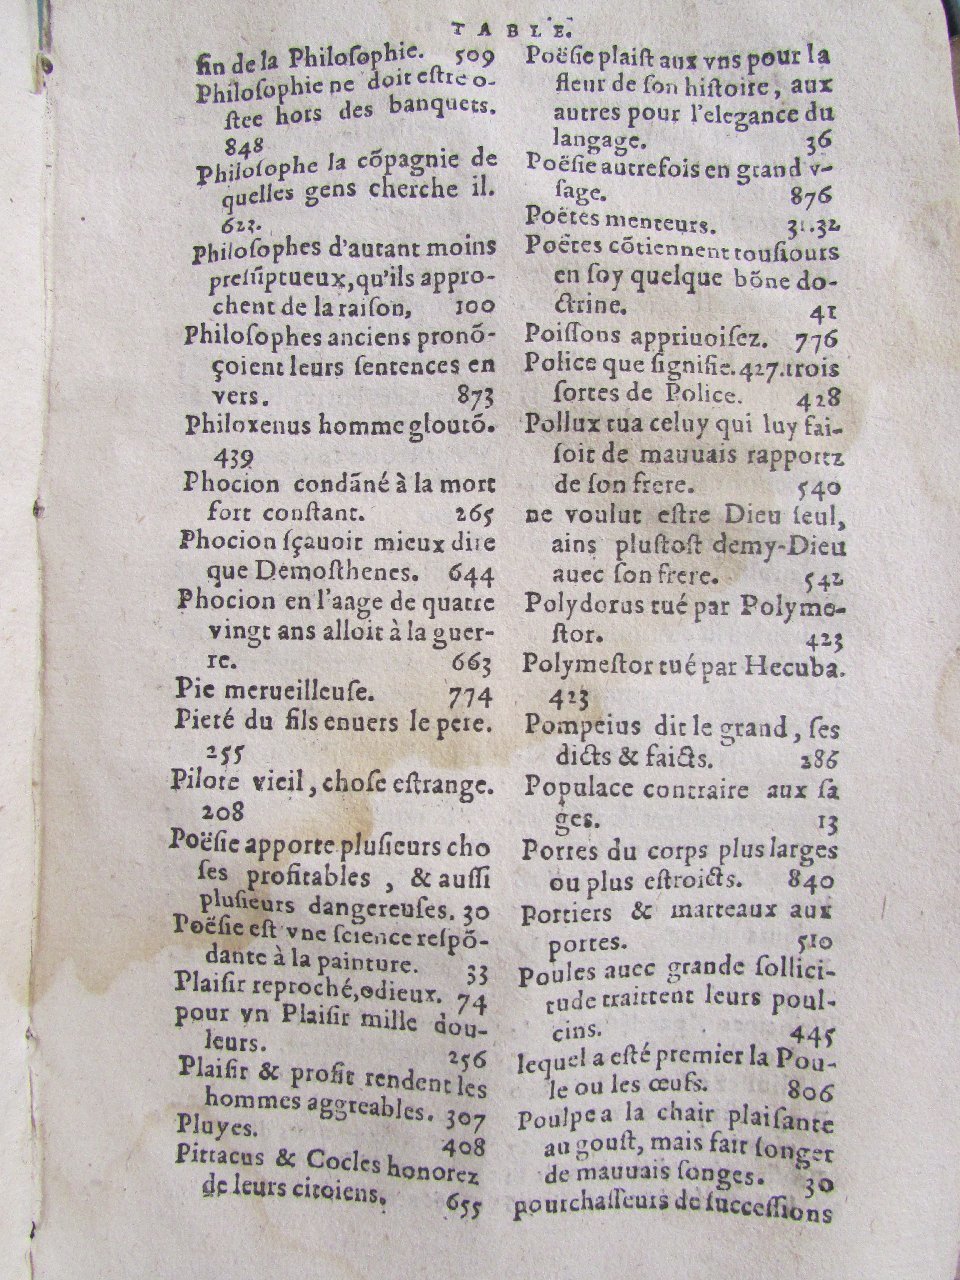 TABLE.
fin de la Philoſophie. 509
Philoſophie ne doit eſtre o-
ſtee hors des banquets.
848
Philoſophe la cõpagnie de
quelles gens cherche il.
623.
Philoſophes d'autant moins
preſũptueux, qu'ils appro-
chent de la raiſon, 100
Philoſophes anciens pronõ-
çoient leurs ſentences en
vers. 873
Philoxenus homme gloutõ.
439
Phocion condãné à la mort
fort conſtant. 265
Phocion ſçauoit mieux dire
que Demoſthenes. 644
Phocion en l'aage de quatre
vingt ans alloit à la guer-
re. 663
Pie merueilleuſe. 774
Pieté du fils enuers le pere.
255
Pilote vieil, choſe eſtrange.
208
Poëſie apporte pluſieurs cho
ſes profitables , & auſſi
pluſieurs dangereuſes. 30
Poëſie eſt vne ſcience reſpõ-
dante à la painture. 33
Plaiſir reproché, odieux. 74
pour vn Plaiſir mille dou-
leurs. 256
Plaiſir & profit rendent les
hommes aggreables. 307
Pluyes. 408
Pittacus & Cocles honorez
de leurs citoiens. 655
Poëſie plaiſt aux vns pour la
fleur de ſon hiſtoire, aux
autres pour l'elegance du
langage. 36
Poëſie autrefois en grand v-
ſage. 876
Poëtes menteurs. 31.32
Poëtes cõtiennent touſiours
en ſoy quelque bõne do-
ctrine. 41
Poiſſons appriuoiſez. 776
Police que ſignifie. 427. trois
ſortes de Police. 428
Pollux tua celuy qui luy fai-
ſoit de mauuais rapportz
de ſon frere. 540
ne voulut eſtre Dieu ſeul,
ains pluſtoſt demy-Dieu
auec ſon frere. 542
Polydorus tué par Polyme-
ſtor. 423
Polymeſtor tué par Hecuba.
423
Pompeius dit le grand, ſes
dicts & faicts. 286
Populace contraire aux ſa
ges. 13
Portes du corps plus larges
ou plus eſtroicts. 840
Portiers & marteaux aux
portes. 510
Poules auec grande ſollici-
tude traittent leurs poul-
cins. 445
lequel a eſté premier la Pou-
le ou les œufs. 806
Poulpe a la chair plaiſante
au gouſt, mais fait ſonger
de mauuais ſonges. 30
pourchaſſeurs de ſucceſſions